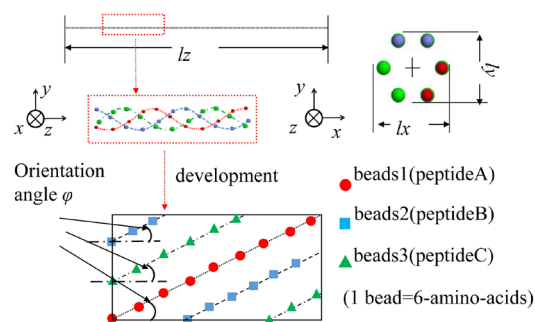 lz
y
x
z
y
z
x
ly
lx
Orientation
angle φ
development
beads1(peptideA)
beads2(peptideB)
beads3(peptideC)
(1 bead=6-amino-acids)